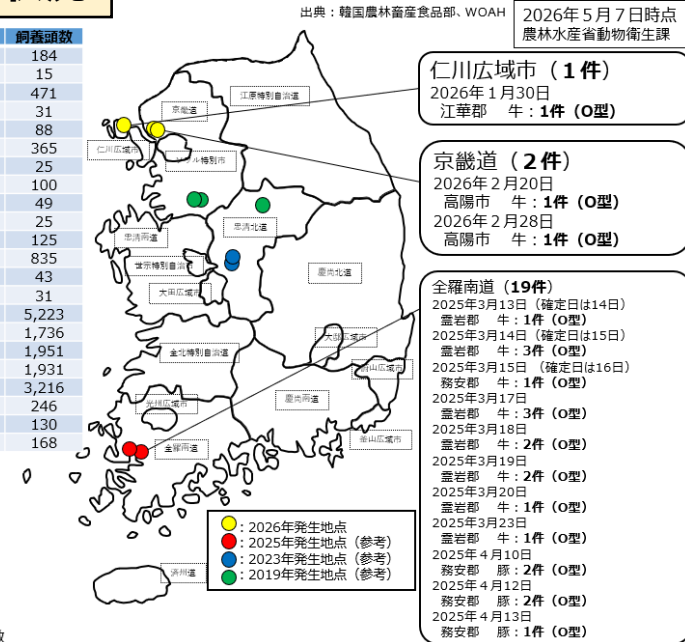 出典：韓国農林畜産食品部、WOAH
2026年５月７日時点
農林水産省動物衛生課
飼養頭数
184
15
471
31
88
365
25
100
49
25
125
835
43
31
5,223
1,736
1,951
1,931
3,216
246
130
168
京畿道
江原特別自治道
仁川広域市
ソウル特別市
忠清北道
忠清南道
世宗特別自治市
大田広域市
慶尚北道
大邱広域市
全北特別自治道
蔚山広域市
光州広域市
慶尚南道
全羅南道
釜山広域市
済州道
仁川広域市（１件）
2026年１月30日
江華郡　牛：1件（O型）
京畿道（２件）
2026年２月20日
高陽市　牛：1件（O型）
2026年２月28日
高陽市　牛：1件（O型）
全羅南道（19件）
2025年3月13日（確定日は14日）
霊岩郡　牛：1件（O型）
2025年3月14日（確定日は15日）
霊岩郡　牛：3件（O型）
2025年3月15日 （確定日は16日）
務安郡　牛：1件（O型）
2025年3月17日
霊岩郡　牛：3件（O型）
2025年3月18日
霊岩郡　牛：2件（O型）
2025年3月19日
霊岩郡　牛：2件（O型）
2025年3月20日
霊岩郡　牛：1件（O型）
2025年3月23日
霊岩郡　牛：1件（O型）
2025年４月10日
務安郡　豚：2件（O型）
2025年４月12日
務安郡　豚：2件（O型）
2025年４月13日
務安郡　豚：1件（O型）
：2026年発生地点
：2025年発生地点（参考）
：2023年発生地点（参考）
：2019年発生地点（参考）
数